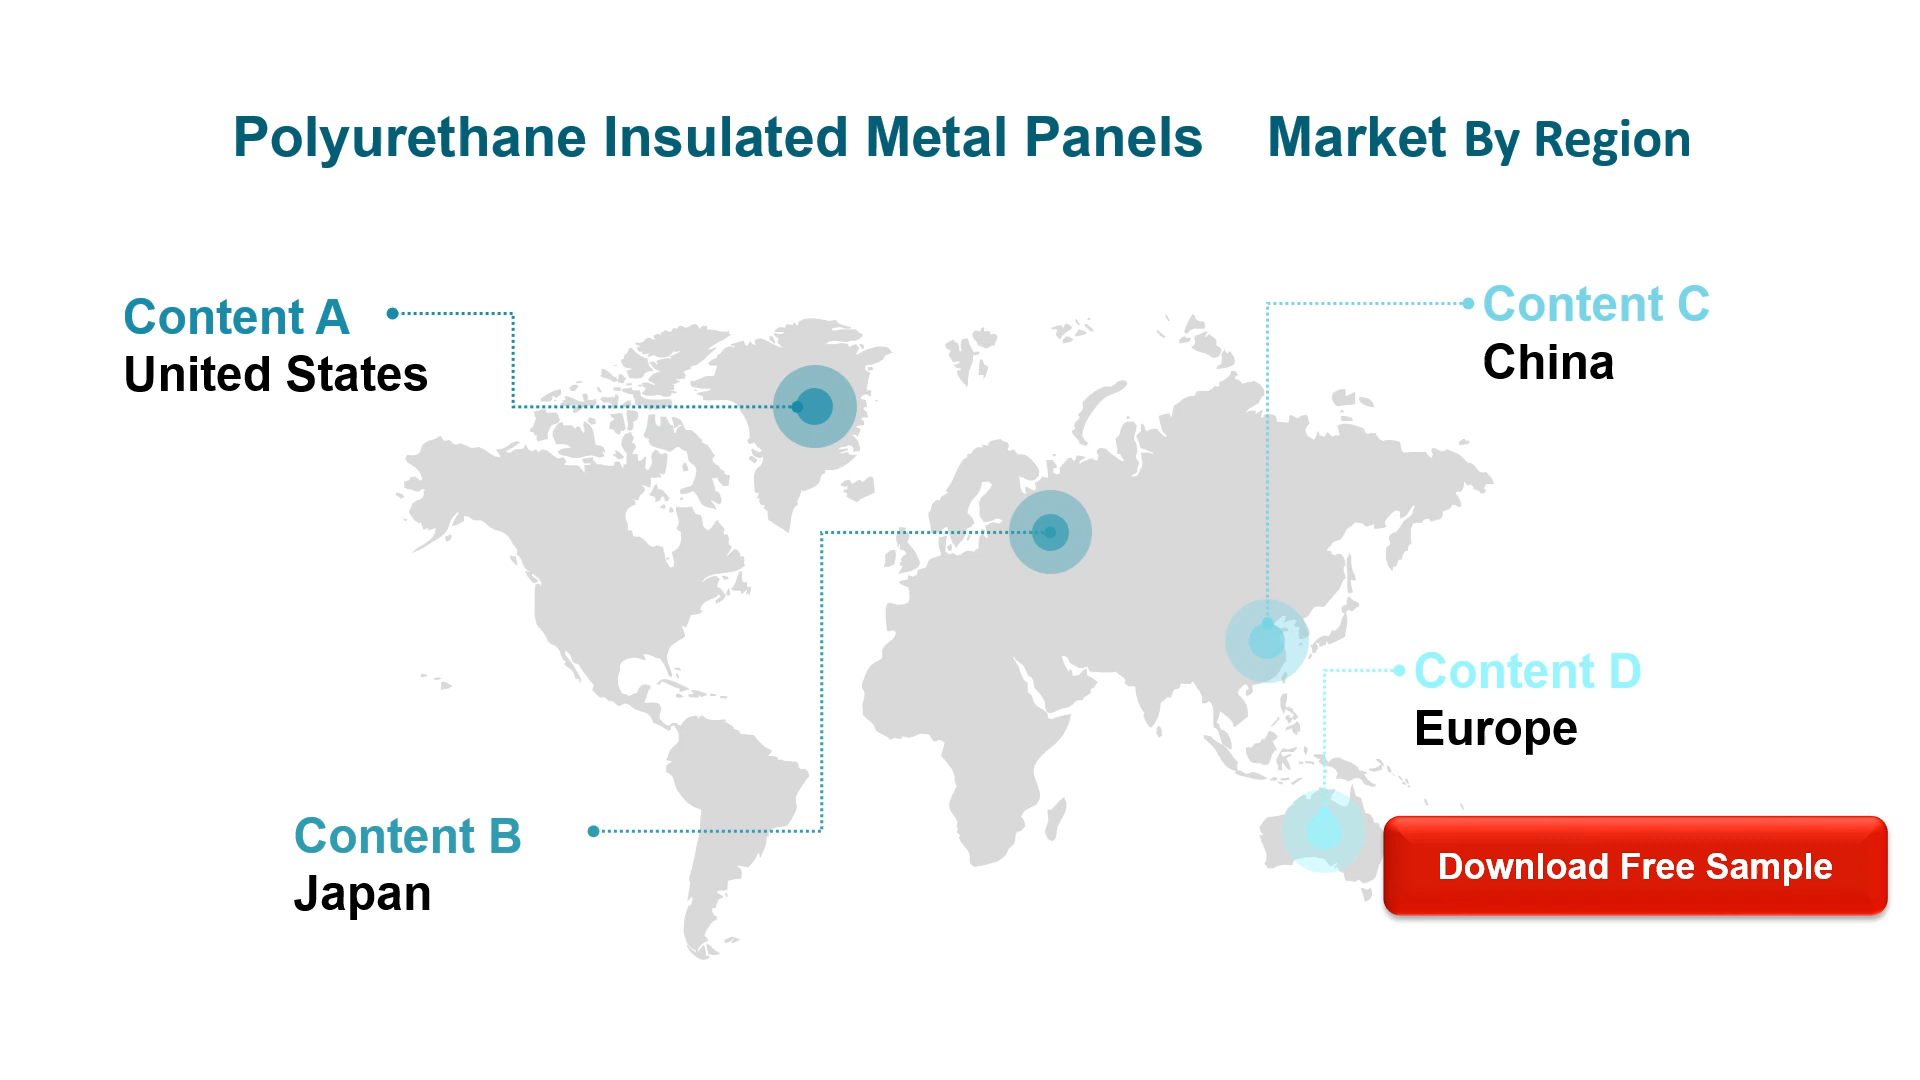 Polyurethane Insulated Metal Panels Market By Region
Content A
United States
Content C
China
Content D
Europe
Content B
Japan
Download Free Sample